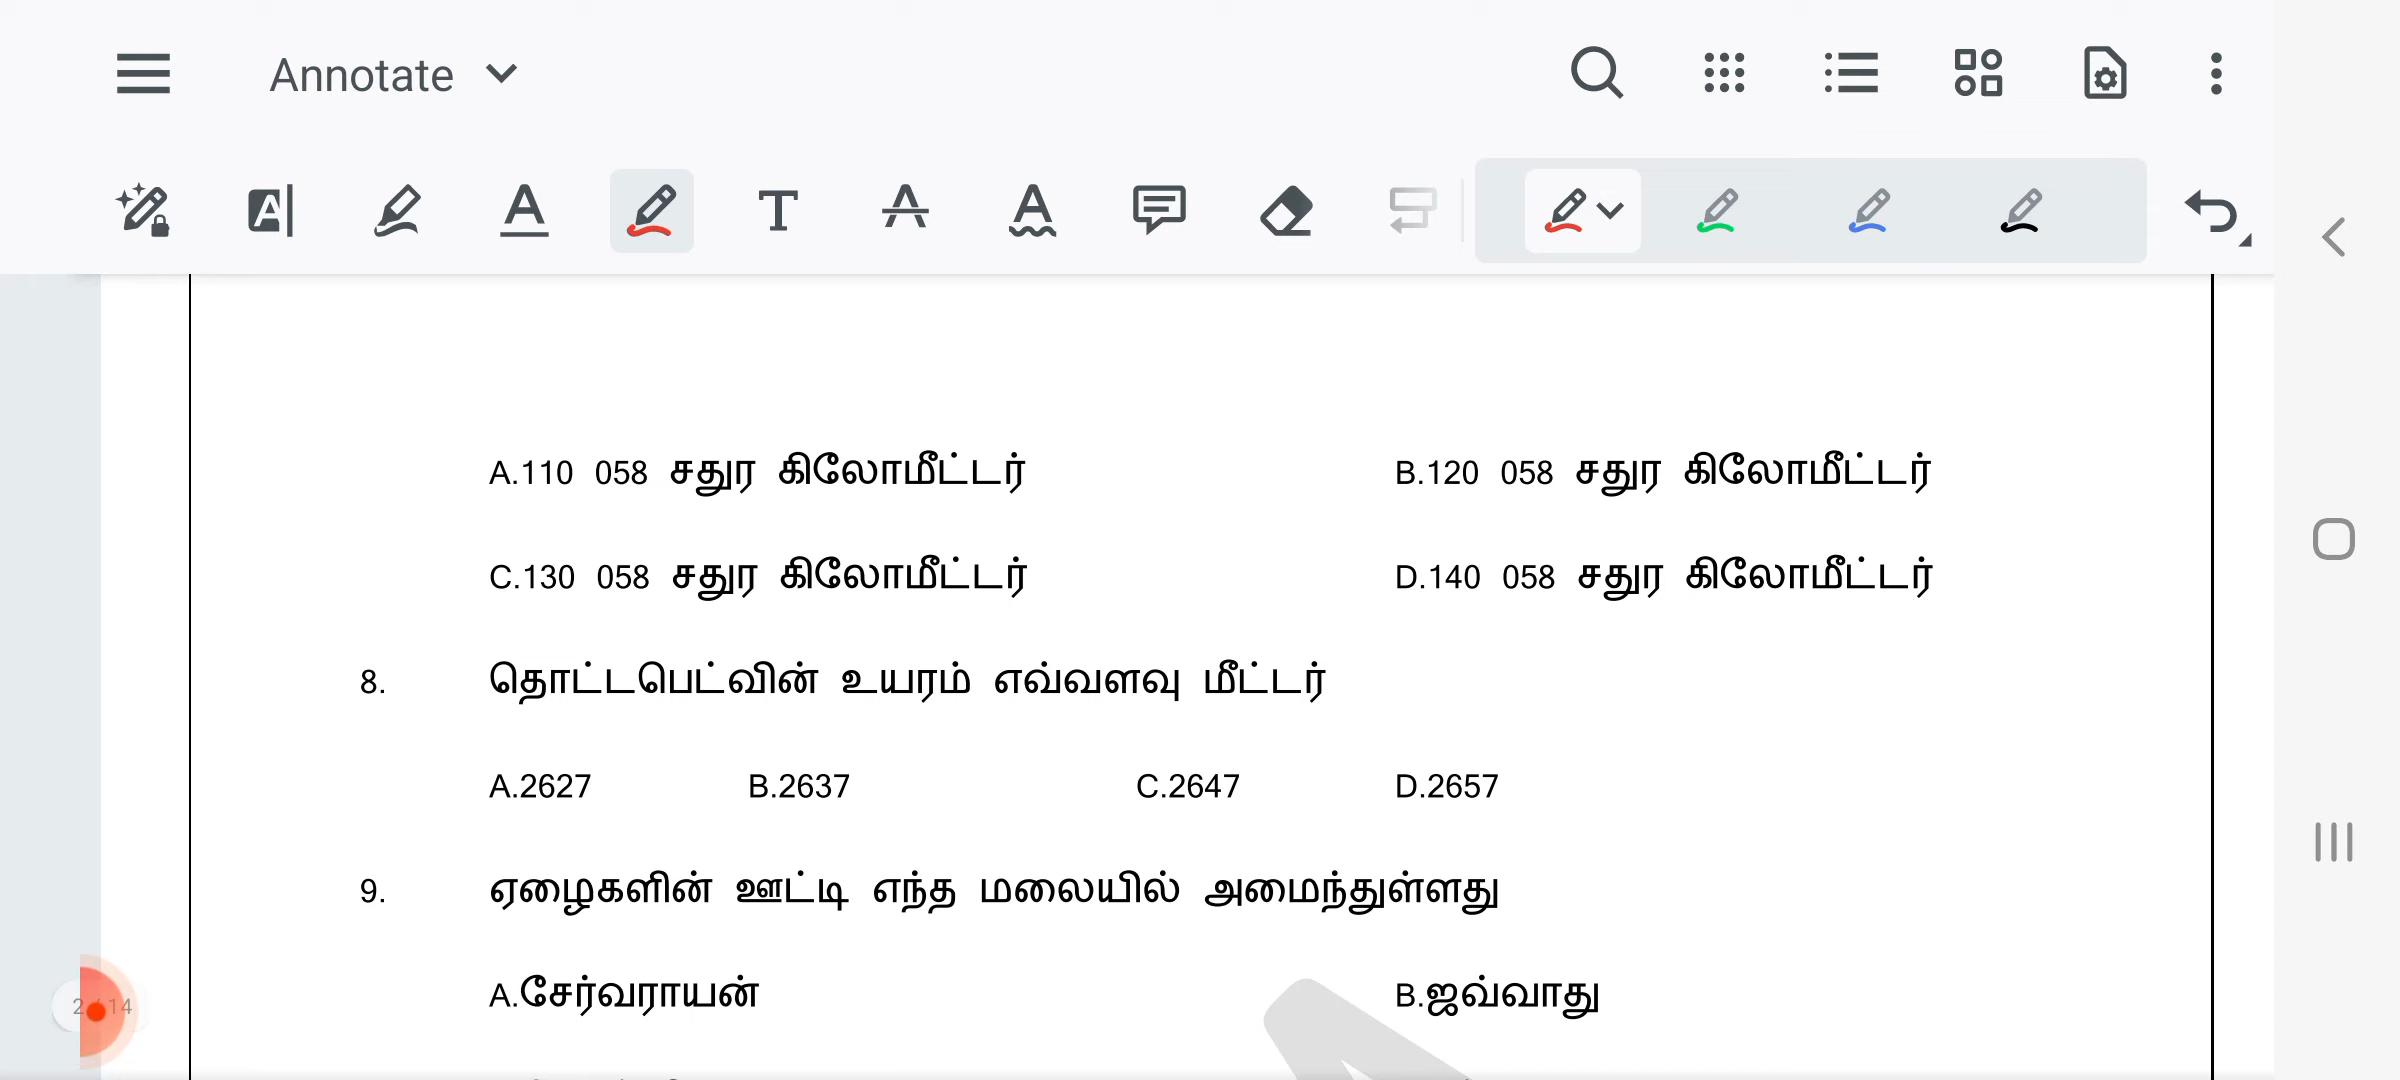 Annotate
A.110 058 சதுர கிலோமீட்டர் B.120 058 சதுர கிலோமீட்டர்
C.130 058 சதுர கிலோமீட்டர் D.140 058 சதுர கிலோமீட்டர்
8. தொட்டபெட்வின் உயரம் எவ்வளவு மீட்டர்
A.2627 B.2637 C.2647 D.2657
9. ஏழைகளின் ஊட்டி எந்த மலையில் அமைந்துள்ளது
A.சேர்வராயன் B.ஜவ்வாது
2 14